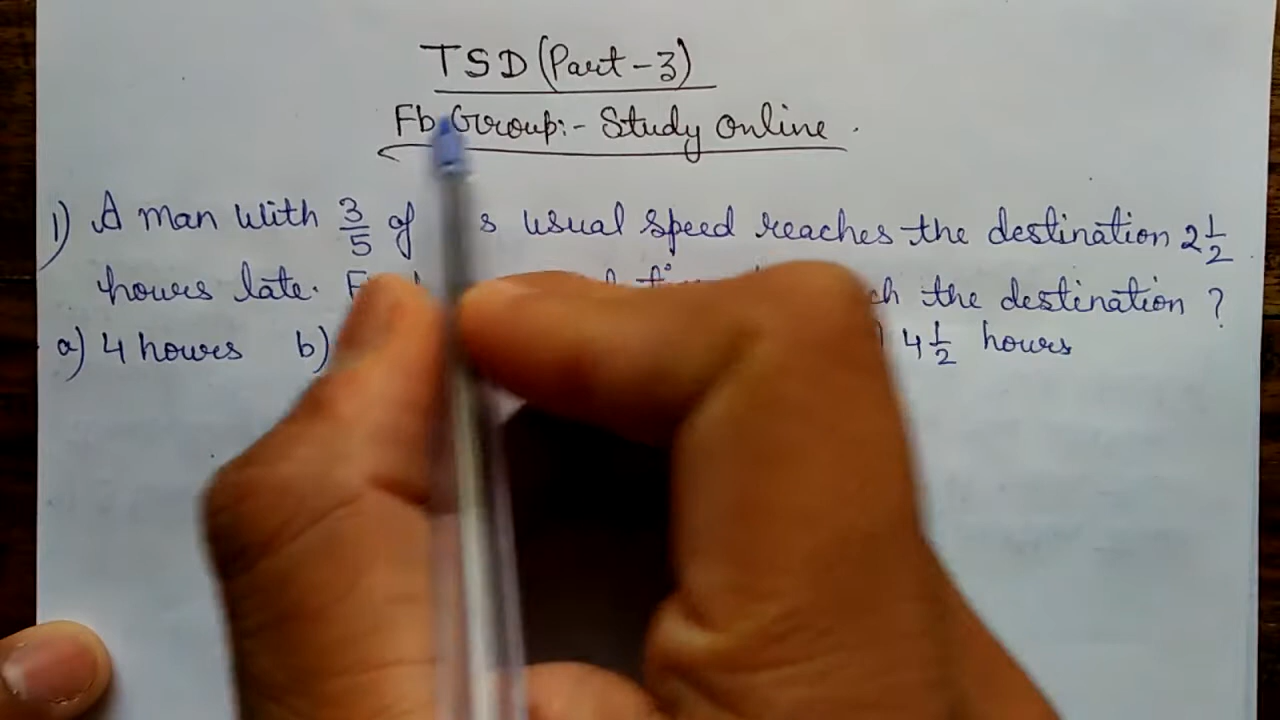 TSD (Part-3)
Fb Group:- Study Online.
1) A man with 3/5 of s usual speed reaches the destination 2 1/2
hours late. the destination ?
a) 4 hours b) 4 1/2 hours